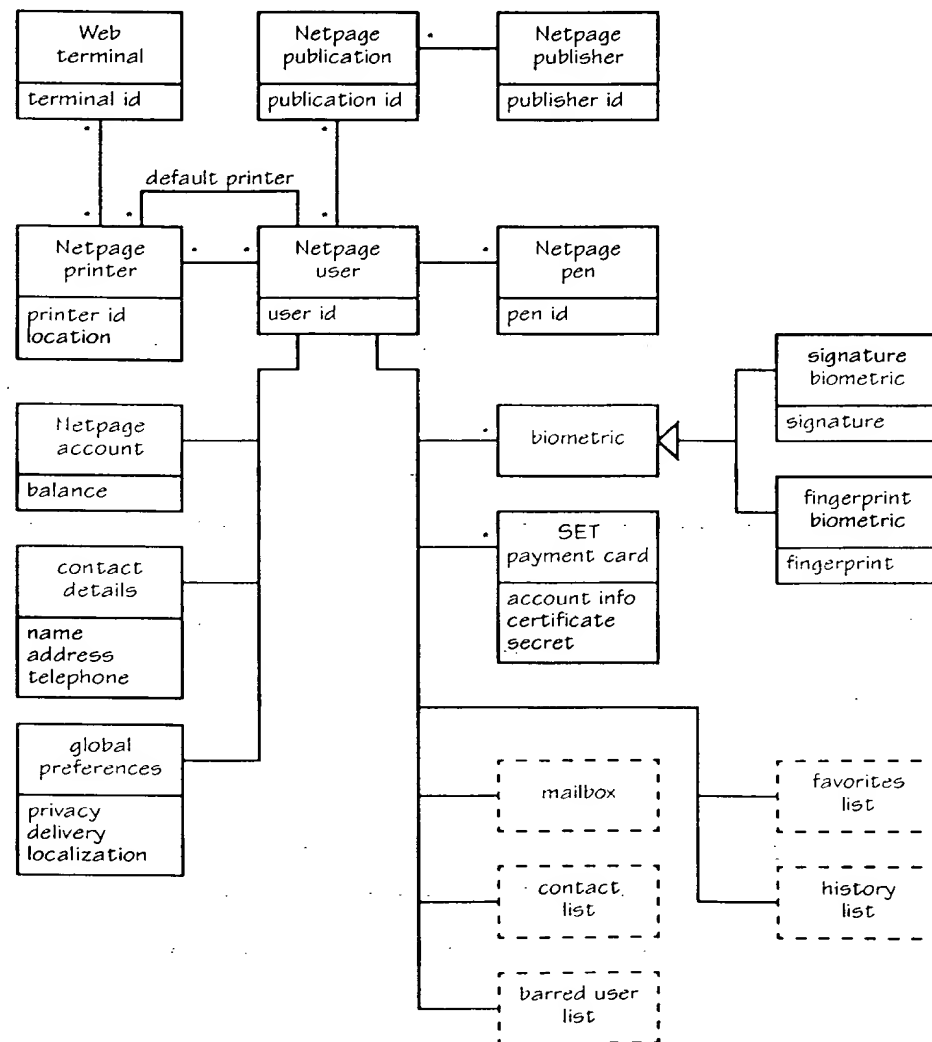 Web
terminal
terminal id
Netpage
publication
publication id
Netpage
publisher
publisher id
default printer
Netpage
printer
printer id
location
Netpage
user
user id
Netpage
pen
pen id
Netpage
account
balance
contact
details
name
address
telephone
global
preferences
privacy
delivery
localization
biometric
signature
biometric
signature
fingerprint
biometric
fingerprint
SET
payment card
account info
certificate
secret
mailbox
favorites
list
contact
list
history
list
barred user
list